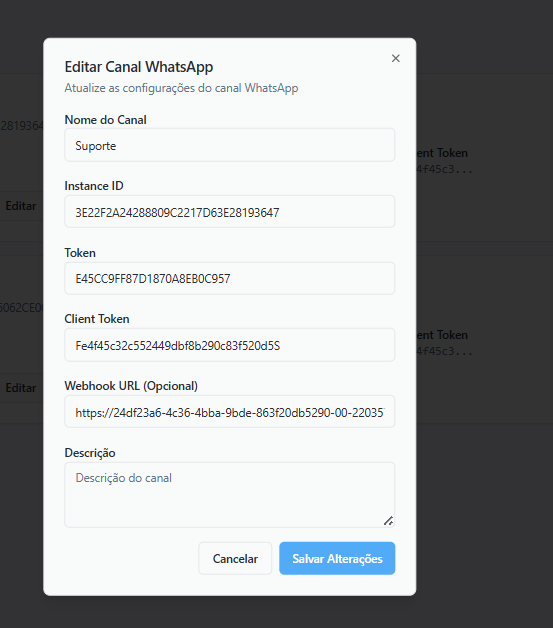 Editar Canal WhatsApp
Atualize as configurações do canal WhatsApp
Nome do Canal
Suporte
Instance ID
3E22F2A24288809C2217D63E28193647
Token
E45CC9FF87D1870A8EB0C957
Client Token
Fe4f45c32c552449dbf8b290c83f520d5S
Webhook URL (Opcional)
https://24df23a6-4c36-4bba-9bde-863f20db5290-00-22035
Descrição
Descrição do canal
Cancelar
Salvar Alterações
2819364
ent Token
4f45c3...
Editar
ent Token
4f45c3...
Editar